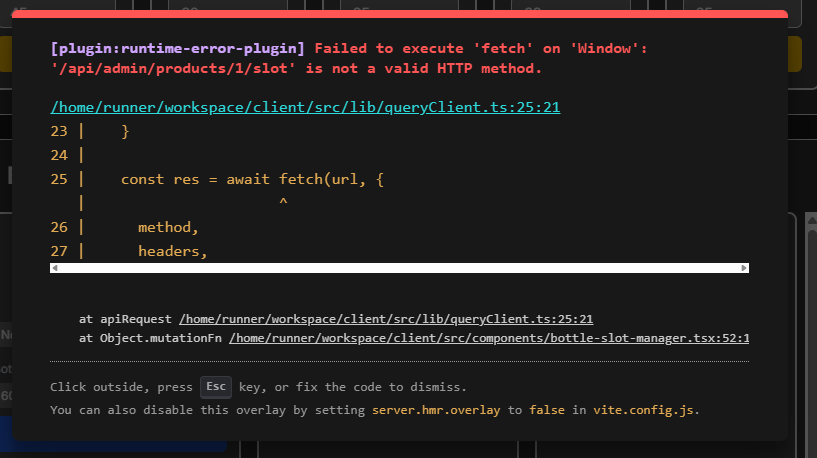 [plugin:runtime-error-plugin] Failed to execute 'fetch' on 'Window':
'/api/admin/products/1/slot' is not a valid HTTP method.
/home/runner/workspace/client/src/lib/queryClient.ts:25:21
23 |    }
24 |
25 |    const res = await fetch(url, {
   |                      ^
26 |      method,
27 |      headers,
at apiRequest /home/runner/workspace/client/src/lib/queryClient.ts:25:21
at Object.mutationFn /home/runner/workspace/client/src/components/bottle-slot-manager.tsx:52:1
Click outside, press Esc key, or fix the code to dismiss.
You can also disable this overlay by setting server.hmr.overlay to false in vite.config.js.